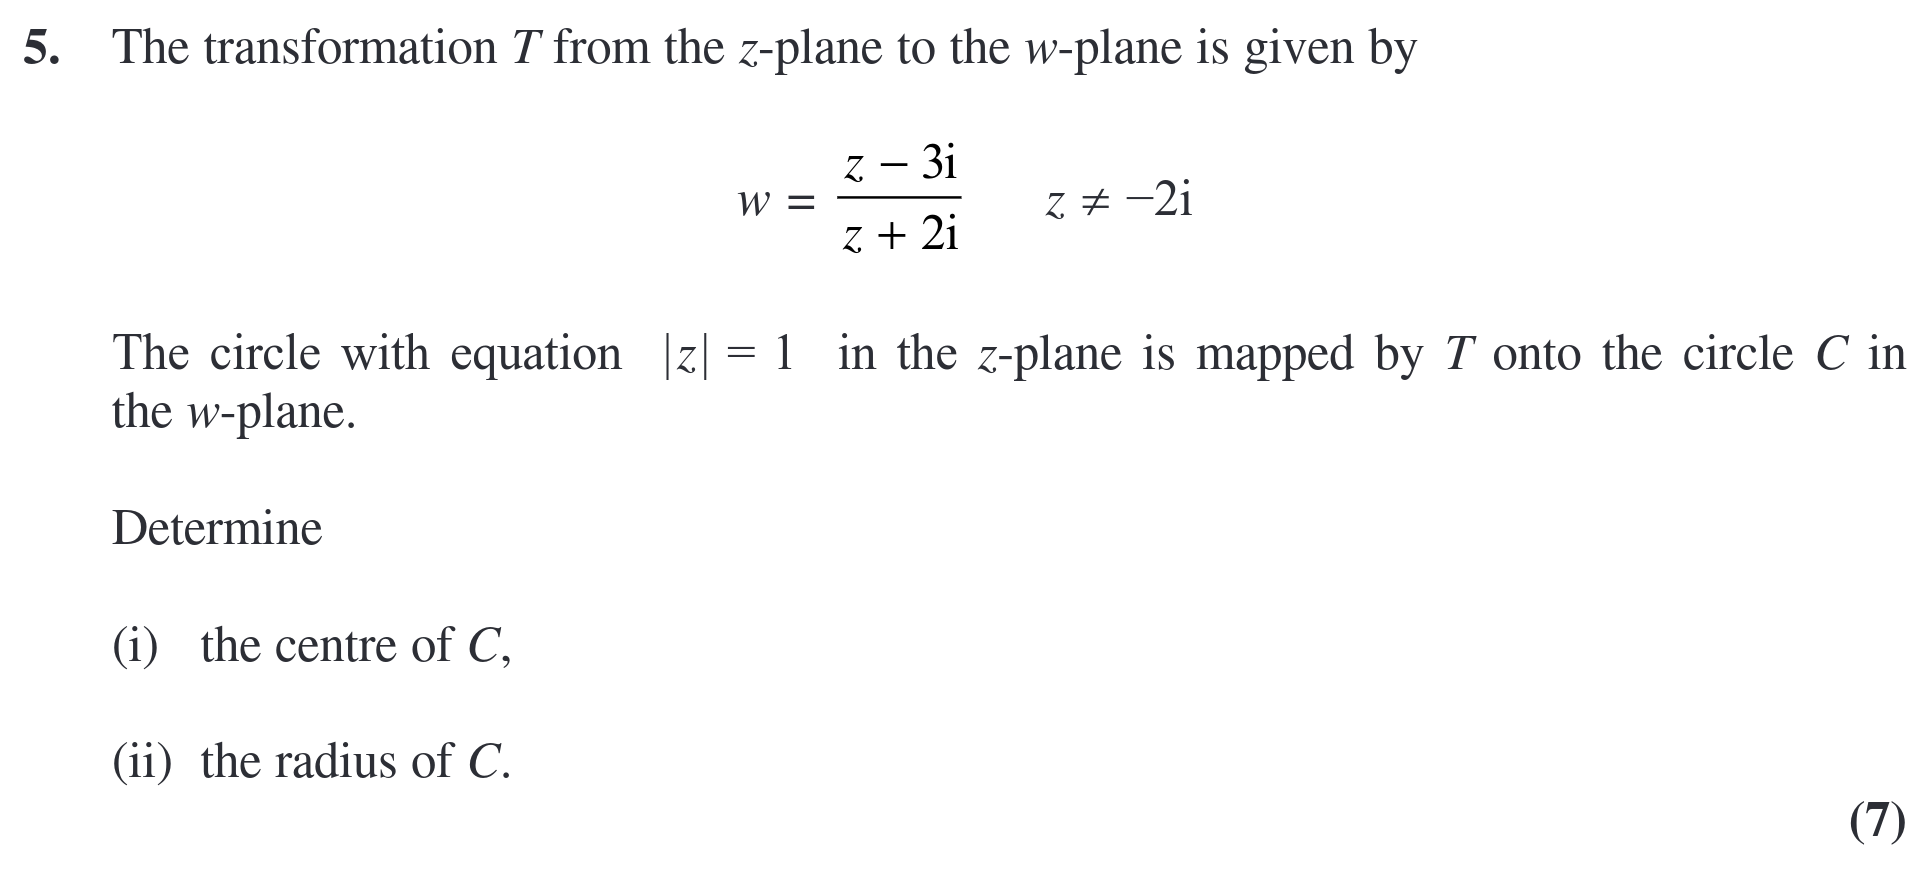 5. The transformation T from the z-plane to the w-plane is given by
w = \frac{z − 3i}{z + 2i} z ≠ −2i
The circle with equation |z| = 1 in the z-plane is mapped by T onto the circle C in
the w-plane.
Determine
(i) the centre of C,
(ii) the radius of C.
(7)